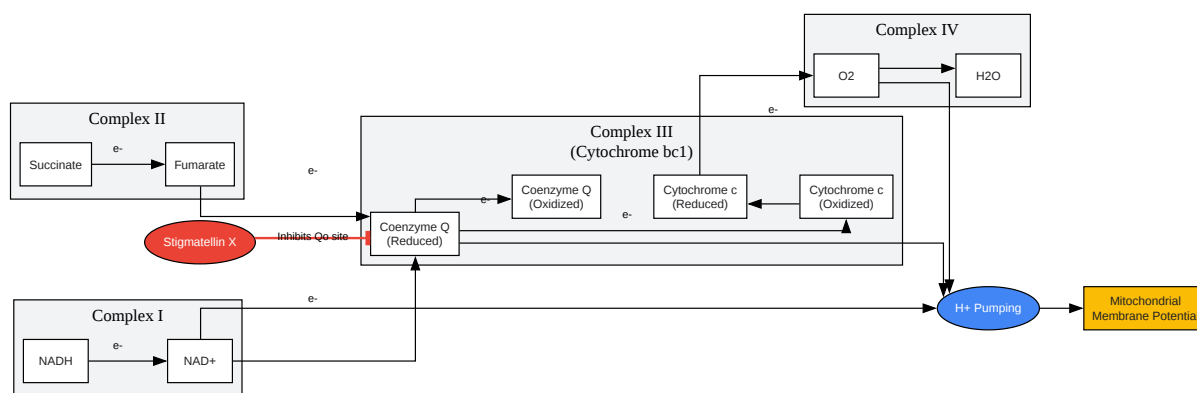 Complex IV
O2
H2O
e-
Complex II
Succinate
e-
Fumarate
e-
Complex III
(Cytochrome bc1)
Coenzyme Q
(Oxidized)
Cytochrome c
(Reduced)
Cytochrome c
(Oxidized)
e-
e-
Stigmatellin X
Inhibits Qo site
Coenzyme Q
(Reduced)
Complex I
NADH
e-
NAD+
e-
H+ Pumping
Mitochondrial
Membrane Potential